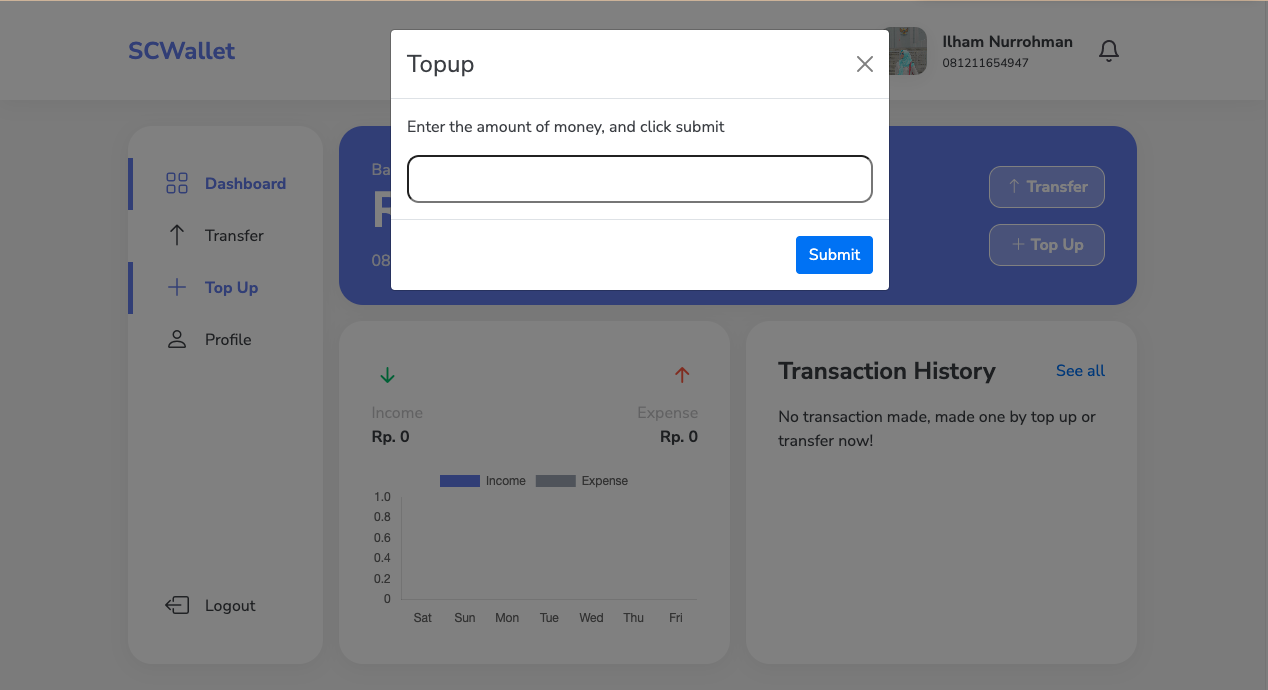 SCWallet
Ilham Nurrohman
081211654947
Topup
Enter the amount of money, and click submit
Submit
Dashboard
Transfer
Top Up
Profile
Logout
Ba
R
08
Transfer
Top Up
Income
Rp. 0
Expense
Rp. 0
Income Expense
1.0
0.8
0.6
0.4
0.2
0
Sat Sun Mon Tue Wed Thu Fri
Transaction History
See all
No transaction made, made one by top up or
transfer now!